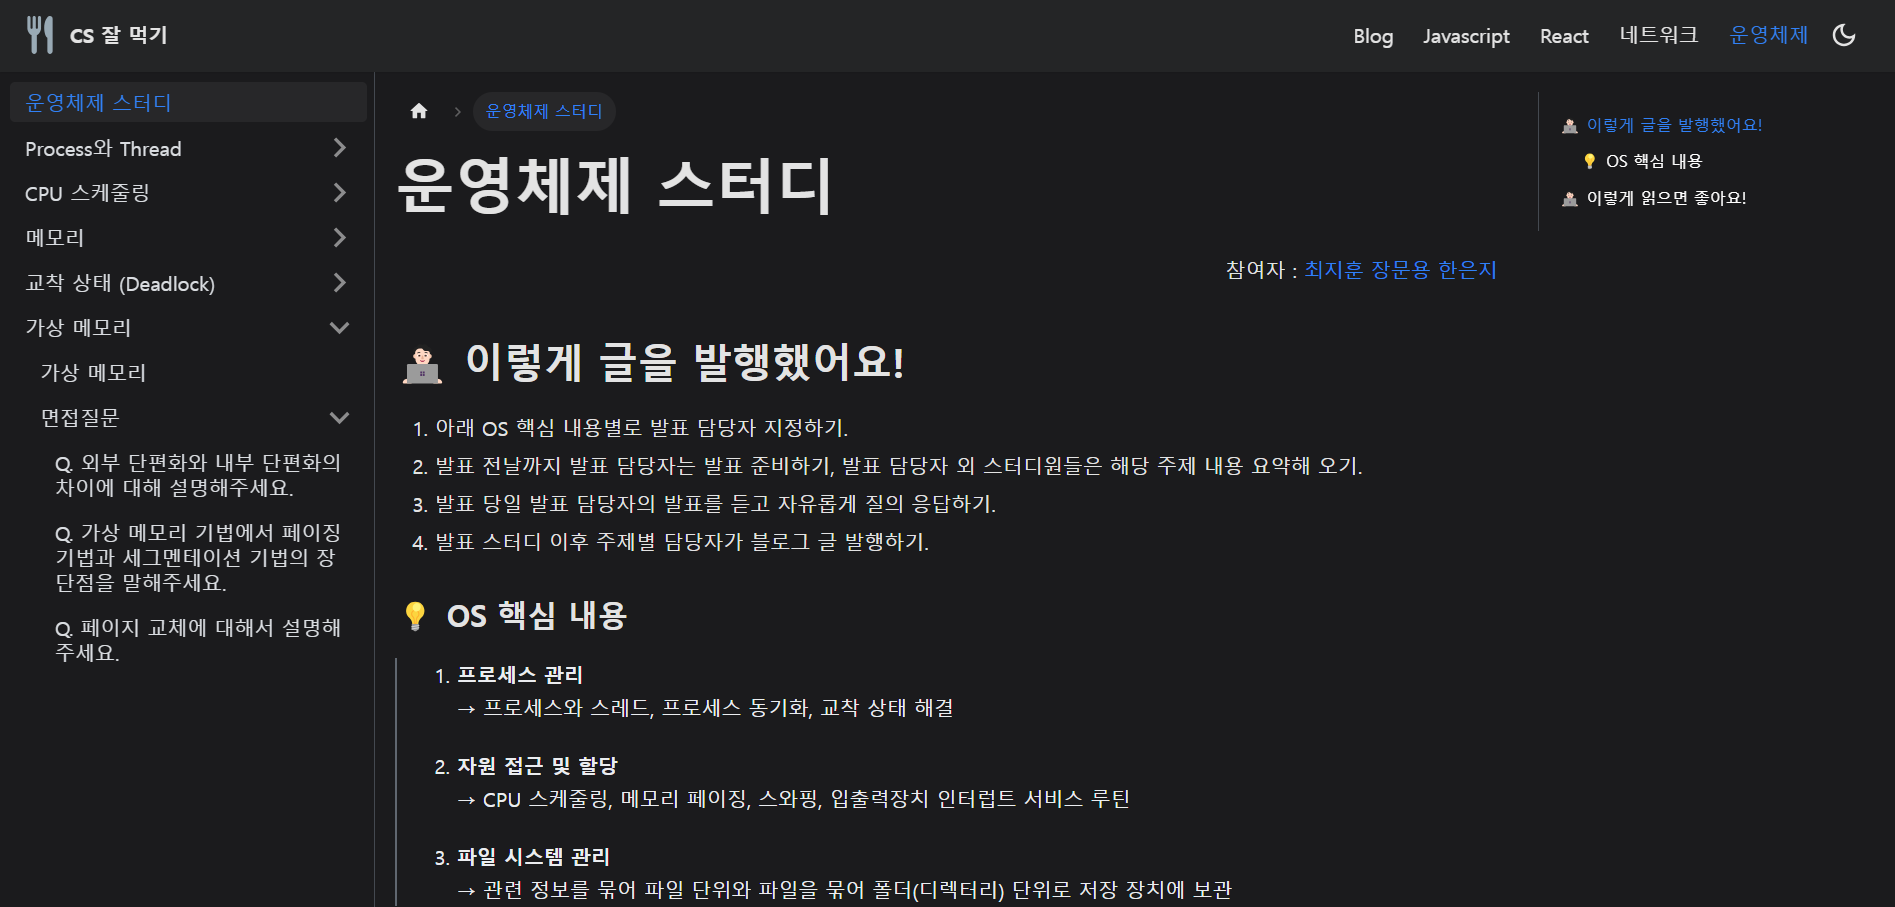 CS 잘 먹기
Blog Javascript React 네트워크 운영체제
운영체제 스터디
Process와 Thread
CPU 스케줄링
메모리
교착 상태 (Deadlock)
가상 메모리
가상 메모리
면접질문
Q. 외부 단편화와 내부 단편화의
차이에 대해 설명해주세요.
Q. 가상 메모리 기법에서 페이징
기법과 세그멘테이션 기법의 장
단점을 말해주세요.
Q. 페이지 교체에 대해서 설명해
주세요.
운영체제 스터디
운영체제 스터디
참여자 : 최지훈 장문용 한은지
🧑🏻‍💻 이렇게 글을 발행했어요!
1. 아래 OS 핵심 내용별로 발표 담당자 지정하기.
2. 발표 전날까지 발표 담당자는 발표 준비하기, 발표 담당자 외 스터디원들은 해당 주제 내용 요약해 오기.
3. 발표 당일 발표 담당자의 발표를 듣고 자유롭게 질의 응답하기.
4. 발표 스터디 이후 주제별 담당자가 블로그 글 발행하기.
💡 OS 핵심 내용
1. 프로세스 관리
→ 프로세스와 스레드, 프로세스 동기화, 교착 상태 해결
2. 자원 접근 및 할당
→ CPU 스케줄링, 메모리 페이징, 스와핑, 입출력장치 인터럽트 서비스 루틴
3. 파일 시스템 관리
→ 관련 정보를 묶어 파일 단위와 파일을 묶어 폴더(디렉터리) 단위로 저장 장치에 보관
🧑🏻‍💻 이렇게 글을 발행했어요!
💡 OS 핵심 내용
🧑🏻‍💻 이렇게 읽으면 좋아요!